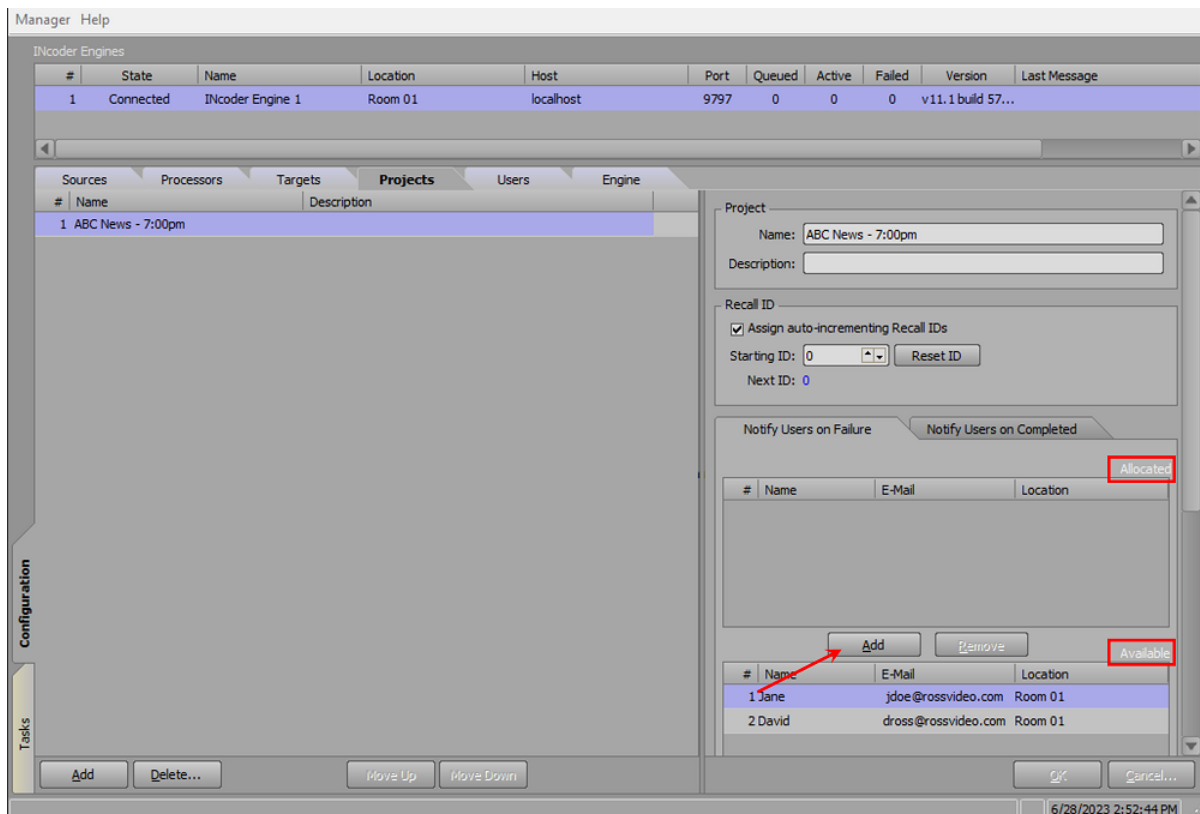 Manager Help
INcoder Engines
# State Name Location Host Port Queued Active Failed Version Last Message
1 Connected INcoder Engine 1 Room 01 localhost 9797 0 0 0 v11.1 build 57...
Sources Processors Targets Projects Users Engine
# Name Description
1 ABC News - 7:00pm
Project
Name: ABC News - 7:00pm
Description:
Recall ID
Assign auto-incrementing Recall IDs
Starting ID: 0 Reset ID
Next ID: 0
Notify Users on Failure Notify Users on Completed
Allocated
# Name E-Mail Location
Add Remove
Available
# Name E-Mail Location
1 Jane jdoe@rossvideo.com Room 01
2 David dross@rossvideo.com Room 01
Configuration
Tasks
Add Delete... Move Up Move Down OK Cancel...
6/28/2023 2:52:44 PM